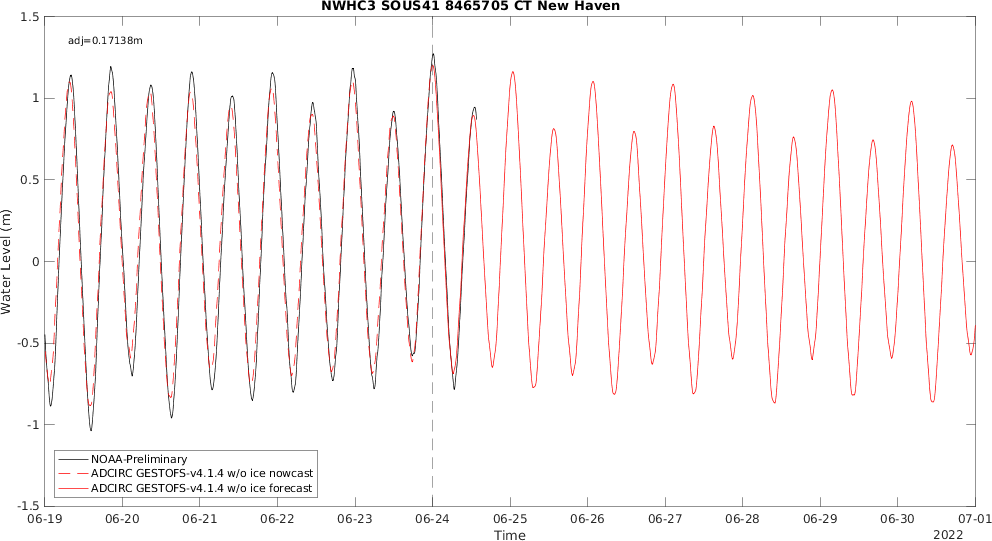 NWHC3 SOUS41 8465705 CT New Haven
adj=0.17138m
1.5
1
0.5
0
-0.5
-1
-1.5
Water Level (m)
NOAA-Preliminary
ADCIRC GESTOFS-v4.1.4 w/o ice nowcast
ADCIRC GESTOFS-v4.1.4 w/o ice forecast
06-19 06-20 06-21 06-22 06-23 06-24 06-25 06-26 06-27 06-28 06-29 06-30 07-01
Time
2022